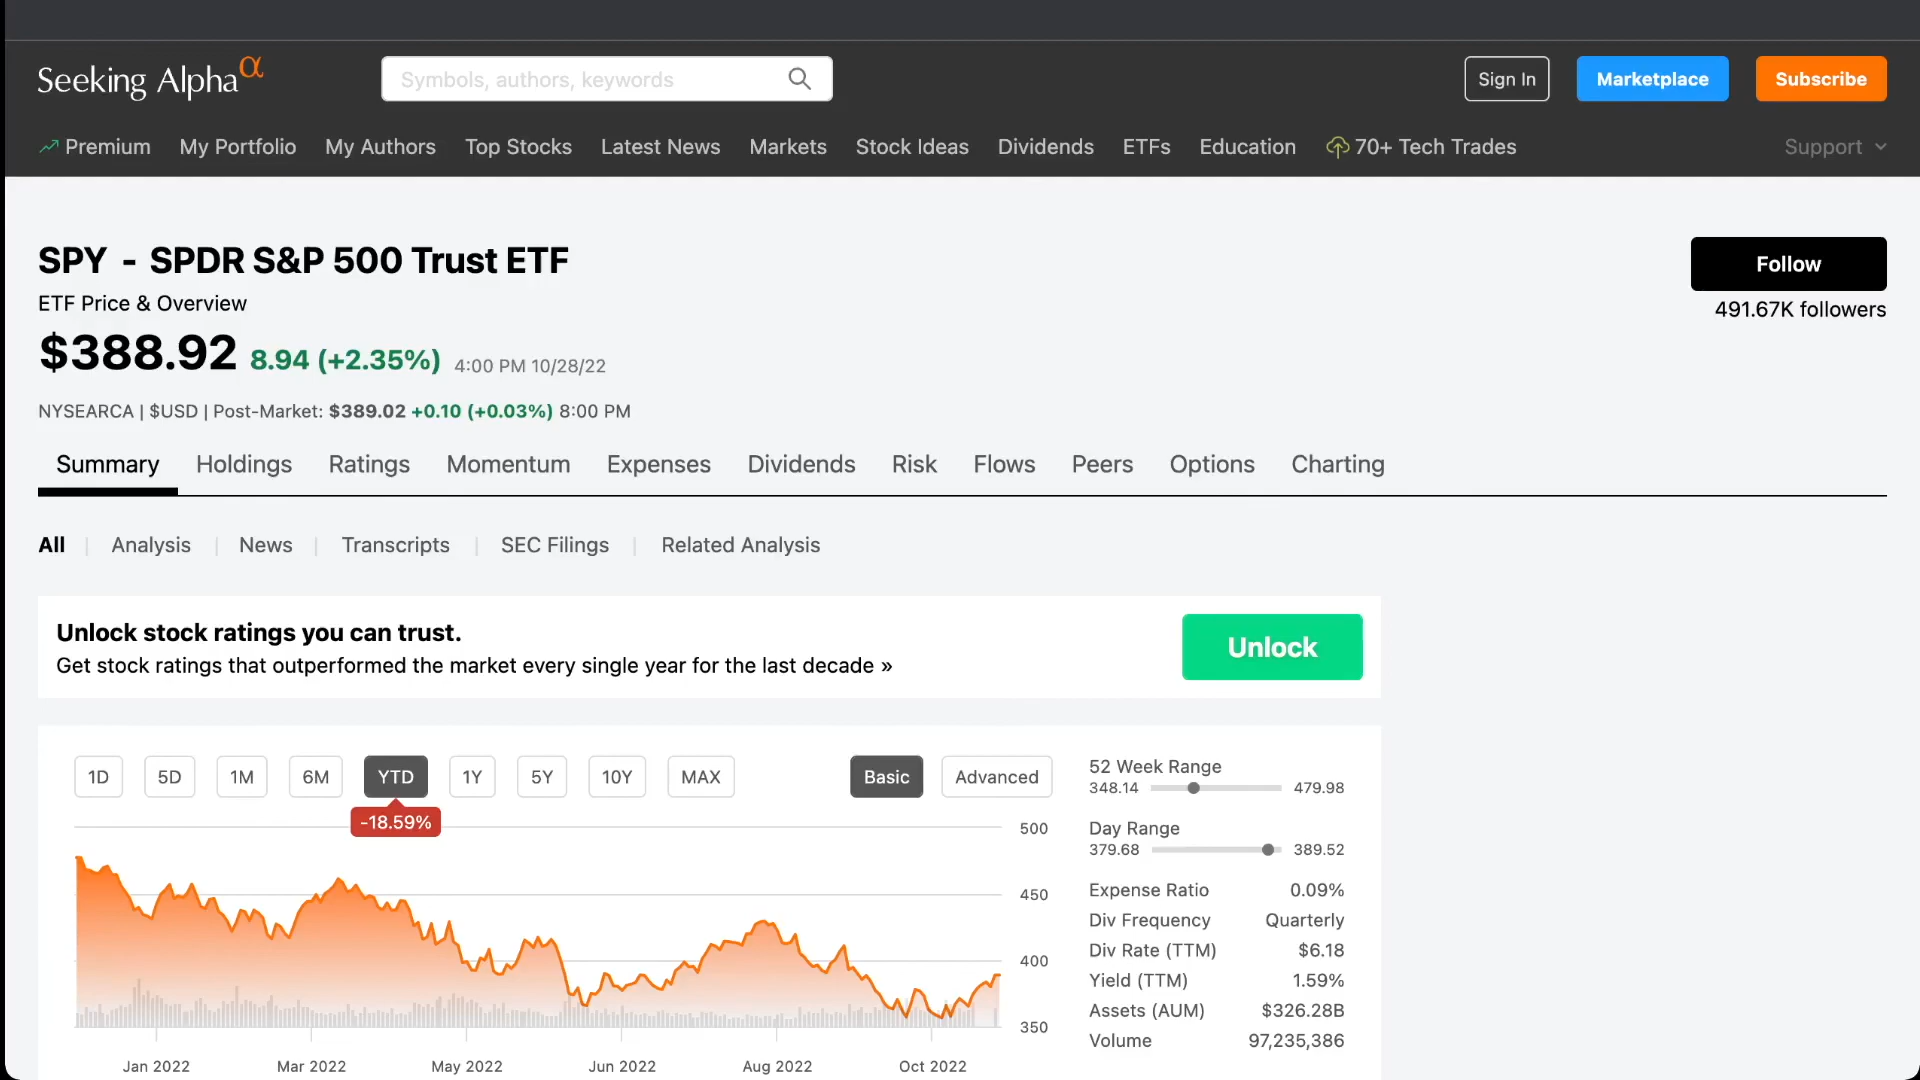 Seeking Alpha α
Symbols, authors, keywords
Sign In
Marketplace
Subscribe
Premium My Portfolio My Authors Top Stocks Latest News Markets Stock Ideas Dividends ETFs Education 70+ Tech Trades Support
SPY - SPDR S&P 500 Trust ETF
Follow
491.67K followers
ETF Price & Overview
$388.92 8.94 (+2.35%) 4:00 PM 10/28/22
NYSEARCA | $USD | Post-Market: $389.02 +0.10 (+0.03%) 8:00 PM
Summary Holdings Ratings Momentum Expenses Dividends Risk Flows Peers Options Charting
All | Analysis | News | Transcripts | SEC Filings | Related Analysis
Unlock stock ratings you can trust.
Get stock ratings that outperformed the market every single year for the last decade »
Unlock
1D 5D 1M 6M YTD 1Y 5Y 10Y MAX Basic Advanced
-18.59%
500
450
400
350
Jan 2022 Mar 2022 May 2022 Jun 2022 Aug 2022 Oct 2022
52 Week Range
348.14 479.98
Day Range
379.68 389.52
Expense Ratio 0.09%
Div Frequency Quarterly
Div Rate (TTM) $6.18
Yield (TTM) 1.59%
Assets (AUM) $326.28B
Volume 97,235,386